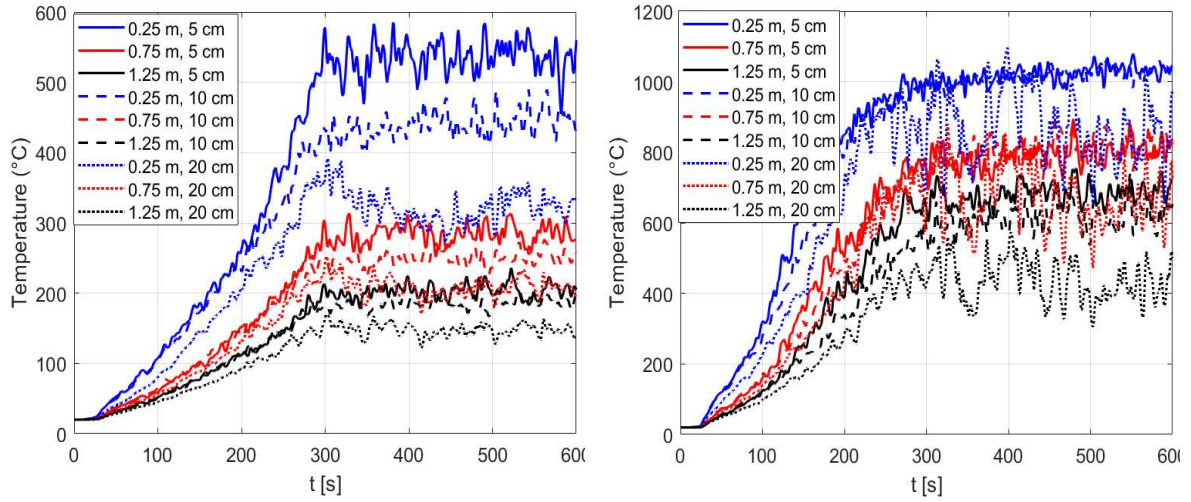 600
500
400
300
200
100
0
Temperature (°C)
0.25 m, 5 cm
0.75 m, 5 cm
1.25 m, 5 cm
0.25 m, 10 cm
0.75 m, 10 cm
1.25 m, 10 cm
0.25 m, 20 cm
0.75 m, 20 cm
1.25 m, 20 cm
0 100 200 300 400 500 600
t [s]
1200
1000
800
600
400
200
0
Temperature (°C)
0.25 m, 5 cm
0.75 m, 5 cm
1.25 m, 5 cm
0.25 m, 10 cm
0.75 m, 10 cm
1.25 m, 10 cm
0.25 m, 20 cm
0.75 m, 20 cm
1.25 m, 20 cm
0 100 200 300 400 500 600
t [s]